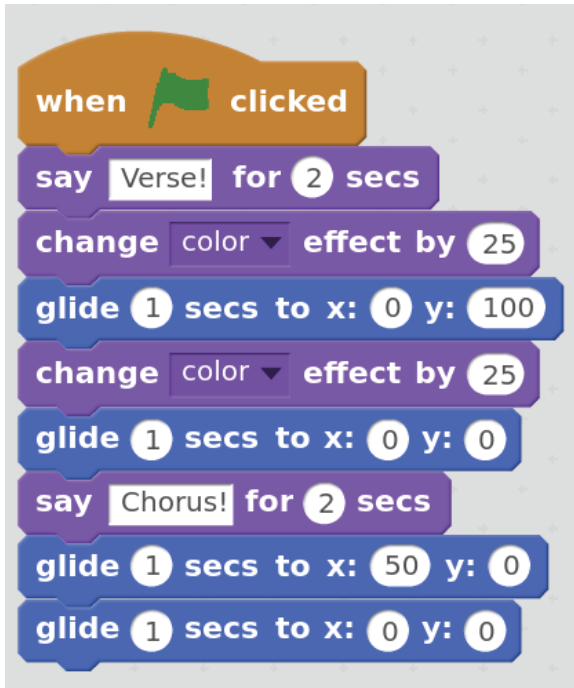 when clicked
say Verse! for 2 secs
change color effect by 25
glide 1 secs to x: 0 y: 100
change color effect by 25
glide 1 secs to x: 0 y: 0
say Chorus! for 2 secs
glide 1 secs to x: 50 y: 0
glide 1 secs to x: 0 y: 0